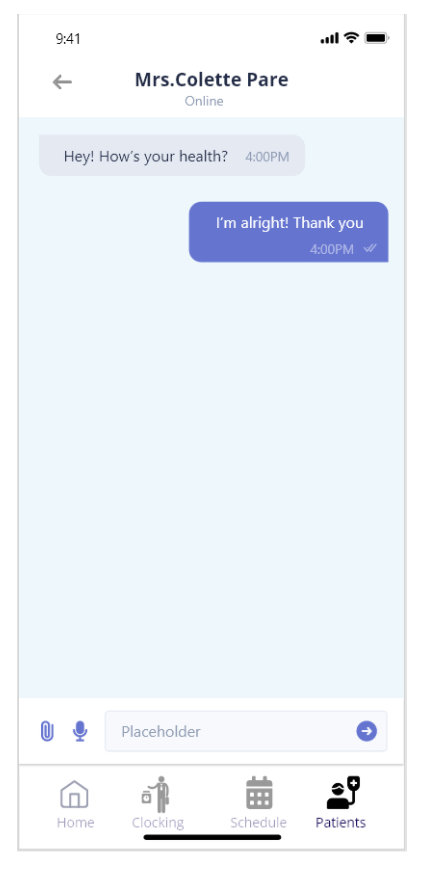 9:41
Mrs.Colette Pare
Online
Hey! How's your health? 4:00PM
I'm alright! Thank you
4:00PM
Placeholder
Home Clocking Schedule Patients